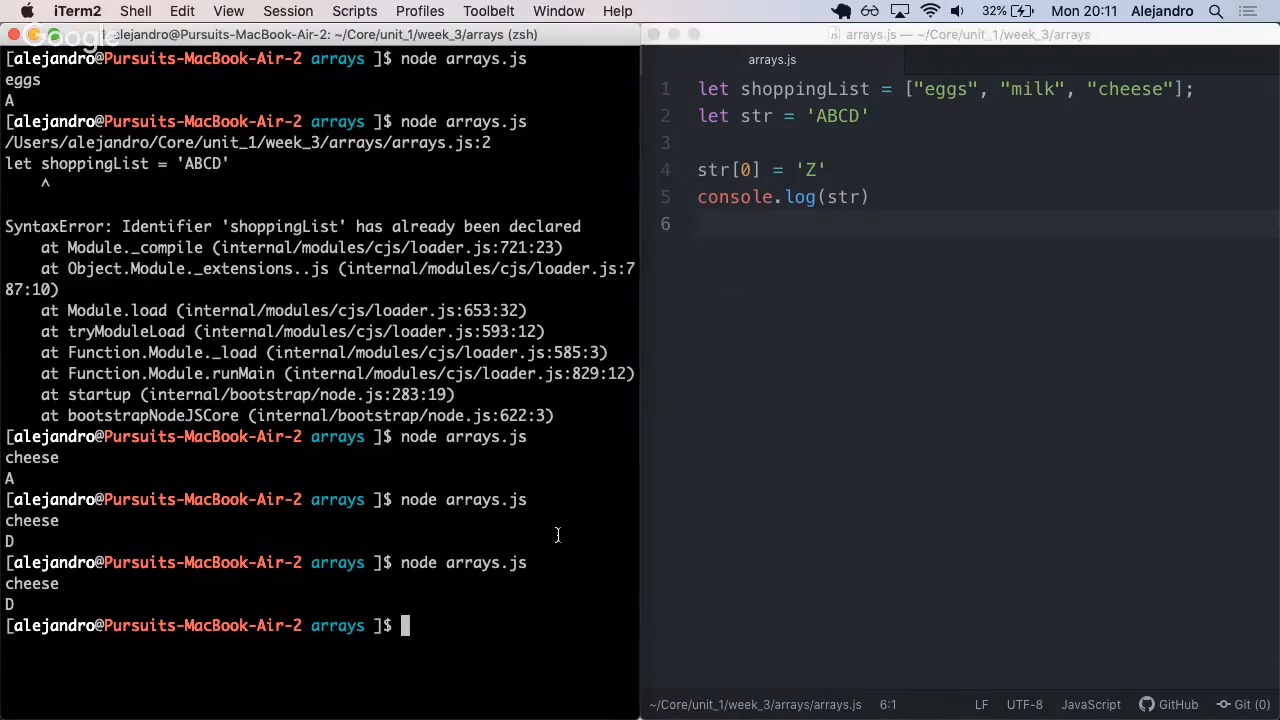 iTerm2 Shell Edit View Session Scripts Profiles Toolbelt Window Help 32% Mon 20:11 Alejandro
Google
alejandro@Pursuits-MacBook-Air-2: ~/Core/unit_1/week_3/arrays (zsh)
[alejandro@Pursuits-MacBook-Air-2 arrays ]$ node arrays.js
eggs
A
[alejandro@Pursuits-MacBook-Air-2 arrays ]$ node arrays.js
/Users/alejandro/Core/unit_1/week_3/arrays/arrays.js:2
let shoppingList = 'ABCD'
    ^
SyntaxError: Identifier 'shoppingList' has already been declared
    at Module._compile (internal/modules/cjs/loader.js:721:23)
    at Object.Module._extensions..js (internal/modules/cjs/loader.js:7
87:10)
    at Module.load (internal/modules/cjs/loader.js:653:32)
    at tryModuleLoad (internal/modules/cjs/loader.js:593:12)
    at Function.Module._load (internal/modules/cjs/loader.js:585:3)
    at Function.Module.runMain (internal/modules/cjs/loader.js:829:12)
    at startup (internal/bootstrap/node.js:283:19)
    at bootstrapNodeJSCore (internal/bootstrap/node.js:622:3)
[alejandro@Pursuits-MacBook-Air-2 arrays ]$ node arrays.js
cheese
A
[alejandro@Pursuits-MacBook-Air-2 arrays ]$ node arrays.js
cheese
D
[alejandro@Pursuits-MacBook-Air-2 arrays ]$ node arrays.js
cheese
D
[alejandro@Pursuits-MacBook-Air-2 arrays ]$
arrays.js — ~/Core/unit_1/week_3/arrays
arrays.js
1 let shoppingList = ["eggs", "milk", "cheese"];
2 let str = 'ABCD'
3
4 str[0] = 'Z'
5 console.log(str)
6
~/Core/unit_1/week_3/arrays/arrays.js 6:1 LF UTF-8 JavaScript GitHub Git (0)